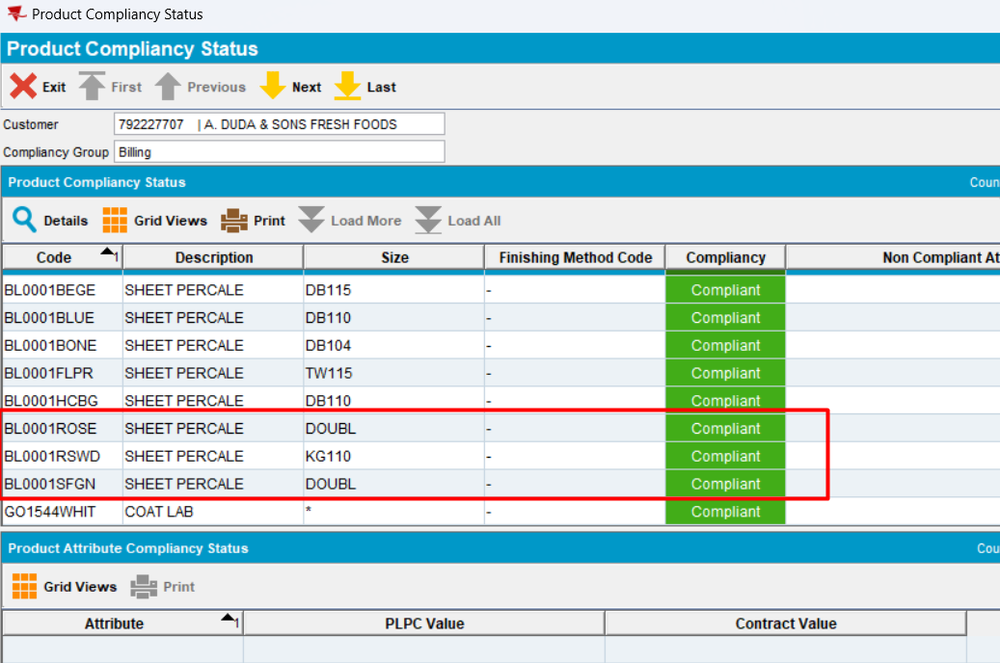 Product Compliancy Status
Product Compliancy Status
Exit First Previous Next Last
Customer 792227707 | A. DUDA & SONS FRESH FOODS
Compliancy Group Billing
Product Compliancy Status Coun
Details Grid Views Print Load More Load All
Code 1 Description Size Finishing Method Code Compliancy Non Compliant At
BL0001BEGE SHEET PERCALE DB115 - Compliant
BL0001BLUE SHEET PERCALE DB110 - Compliant
BL0001BONE SHEET PERCALE DB104 - Compliant
BL0001FLPR SHEET PERCALE TW115 - Compliant
BL0001HCBG SHEET PERCALE DB110 - Compliant
BL0001ROSE SHEET PERCALE DOUBL - Compliant
BL0001RSWD SHEET PERCALE KG110 - Compliant
BL0001SFGN SHEET PERCALE DOUBL - Compliant
GO1544WHIT COAT LAB * - Compliant
Product Attribute Compliancy Status Cou
Grid Views Print
Attribute 1 PLPC Value Contract Value